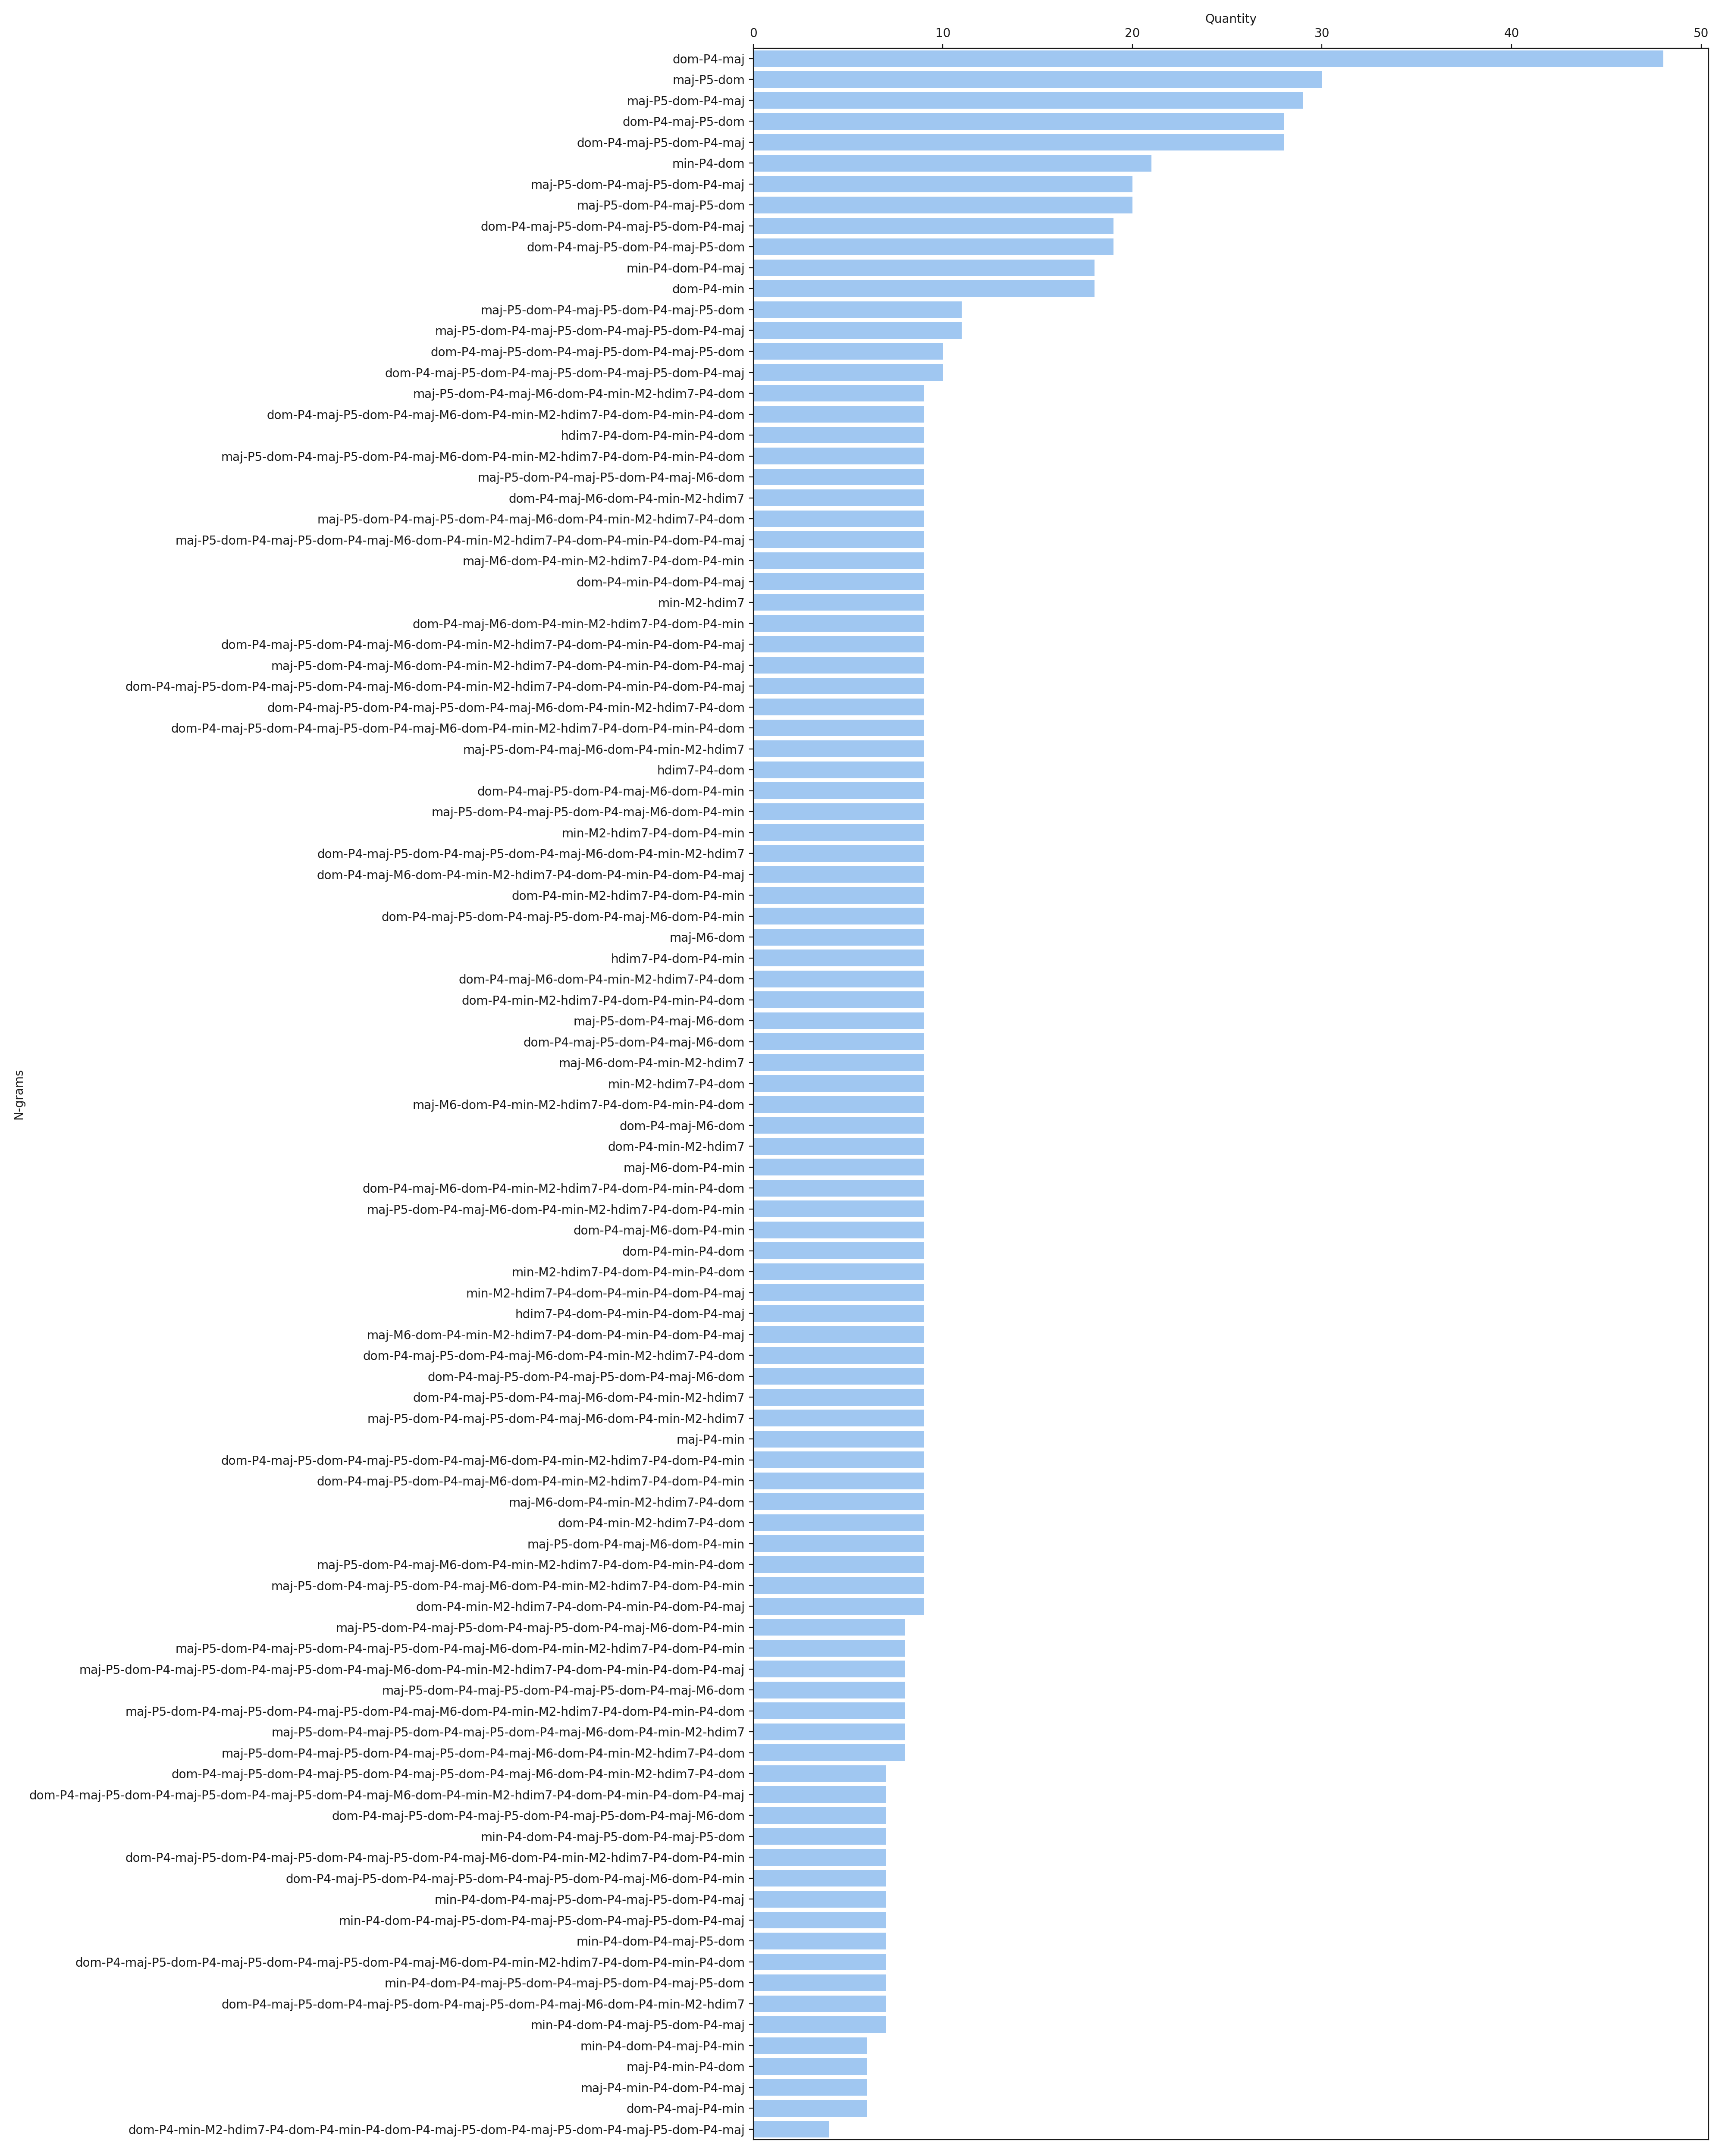 Quantity
0 10 20 30 40 50
dom-P4-maj
maj-P5-dom
maj-P5-dom-P4-maj
dom-P4-maj-P5-dom
dom-P4-maj-P5-dom-P4-maj
min-P4-dom
maj-P5-dom-P4-maj-P5-dom-P4-maj
maj-P5-dom-P4-maj-P5-dom
dom-P4-maj-P5-dom-P4-maj-P5-dom-P4-maj
dom-P4-maj-P5-dom-P4-maj-P5-dom
min-P4-dom-P4-maj
dom-P4-min
maj-P5-dom-P4-maj-P5-dom-P4-maj-P5-dom
maj-P5-dom-P4-maj-P5-dom-P4-maj-P5-dom-P4-maj
dom-P4-maj-P5-dom-P4-maj-P5-dom-P4-maj-P5-dom
dom-P4-maj-P5-dom-P4-maj-P5-dom-P4-maj-P5-dom-P4-maj
maj-P5-dom-P4-maj-M6-dom-P4-min-M2-hdim7-P4-dom
dom-P4-maj-P5-dom-P4-maj-M6-dom-P4-min-M2-hdim7-P4-dom-P4-min-P4-dom
hdim7-P4-dom-P4-min-P4-dom
maj-P5-dom-P4-maj-P5-dom-P4-maj-M6-dom-P4-min-M2-hdim7-P4-dom-P4-min-P4-dom
maj-P5-dom-P4-maj-P5-dom-P4-maj-M6-dom
dom-P4-maj-M6-dom-P4-min-M2-hdim7
maj-P5-dom-P4-maj-P5-dom-P4-maj-M6-dom-P4-min-M2-hdim7-P4-dom
maj-P5-dom-P4-maj-P5-dom-P4-maj-M6-dom-P4-min-M2-hdim7-P4-dom-P4-min-P4-dom-P4-maj
maj-M6-dom-P4-min-M2-hdim7-P4-dom-P4-min
dom-P4-min-P4-dom-P4-maj
min-M2-hdim7
dom-P4-maj-M6-dom-P4-min-M2-hdim7-P4-dom-P4-min
dom-P4-maj-P5-dom-P4-maj-M6-dom-P4-min-M2-hdim7-P4-dom-P4-min-P4-dom-P4-maj
maj-P5-dom-P4-maj-M6-dom-P4-min-M2-hdim7-P4-dom-P4-min-P4-dom-P4-maj
dom-P4-maj-P5-dom-P4-maj-P5-dom-P4-maj-M6-dom-P4-min-M2-hdim7-P4-dom-P4-min-P4-dom-P4-maj
dom-P4-maj-P5-dom-P4-maj-P5-dom-P4-maj-M6-dom-P4-min-M2-hdim7-P4-dom
dom-P4-maj-P5-dom-P4-maj-P5-dom-P4-maj-M6-dom-P4-min-M2-hdim7-P4-dom-P4-min-P4-dom
maj-P5-dom-P4-maj-M6-dom-P4-min-M2-hdim7
hdim7-P4-dom
dom-P4-maj-P5-dom-P4-maj-M6-dom-P4-min
maj-P5-dom-P4-maj-P5-dom-P4-maj-M6-dom-P4-min
min-M2-hdim7-P4-dom-P4-min
dom-P4-maj-P5-dom-P4-maj-P5-dom-P4-maj-M6-dom-P4-min-M2-hdim7
dom-P4-maj-M6-dom-P4-min-M2-hdim7-P4-dom-P4-min-P4-dom-P4-maj
dom-P4-min-M2-hdim7-P4-dom-P4-min
dom-P4-maj-P5-dom-P4-maj-P5-dom-P4-maj-M6-dom-P4-min
maj-M6-dom
hdim7-P4-dom-P4-min
dom-P4-maj-M6-dom-P4-min-M2-hdim7-P4-dom
dom-P4-min-M2-hdim7-P4-dom-P4-min-P4-dom
maj-P5-dom-P4-maj-M6-dom
dom-P4-maj-P5-dom-P4-maj-M6-dom
maj-M6-dom-P4-min-M2-hdim7
min-M2-hdim7-P4-dom
N-grams
maj-M6-dom-P4-min-M2-hdim7-P4-dom-P4-min-P4-dom
dom-P4-maj-M6-dom
dom-P4-min-M2-hdim7
maj-M6-dom-P4-min
dom-P4-maj-M6-dom-P4-min-M2-hdim7-P4-dom-P4-min-P4-dom
maj-P5-dom-P4-maj-M6-dom-P4-min-M2-hdim7-P4-dom-P4-min
dom-P4-maj-M6-dom-P4-min
dom-P4-min-P4-dom
min-M2-hdim7-P4-dom-P4-min-P4-dom
min-M2-hdim7-P4-dom-P4-min-P4-dom-P4-maj
hdim7-P4-dom-P4-min-P4-dom-P4-maj
maj-M6-dom-P4-min-M2-hdim7-P4-dom-P4-min-P4-dom-P4-maj
dom-P4-maj-P5-dom-P4-maj-M6-dom-P4-min-M2-hdim7-P4-dom
dom-P4-maj-P5-dom-P4-maj-P5-dom-P4-maj-M6-dom
dom-P4-maj-P5-dom-P4-maj-M6-dom-P4-min-M2-hdim7
maj-P5-dom-P4-maj-P5-dom-P4-maj-M6-dom-P4-min-M2-hdim7
maj-P4-min
dom-P4-maj-P5-dom-P4-maj-P5-dom-P4-maj-M6-dom-P4-min-M2-hdim7-P4-dom-P4-min
dom-P4-maj-P5-dom-P4-maj-M6-dom-P4-min-M2-hdim7-P4-dom-P4-min
maj-M6-dom-P4-min-M2-hdim7-P4-dom
dom-P4-min-M2-hdim7-P4-dom
maj-P5-dom-P4-maj-M6-dom-P4-min
maj-P5-dom-P4-maj-M6-dom-P4-min-M2-hdim7-P4-dom-P4-min-P4-dom
maj-P5-dom-P4-maj-P5-dom-P4-maj-M6-dom-P4-min-M2-hdim7-P4-dom-P4-min
dom-P4-min-M2-hdim7-P4-dom-P4-min-P4-dom-P4-maj
maj-P5-dom-P4-maj-P5-dom-P4-maj-P5-dom-P4-maj-M6-dom-P4-min
maj-P5-dom-P4-maj-P5-dom-P4-maj-P5-dom-P4-maj-M6-dom-P4-min-M2-hdim7-P4-dom-P4-min
maj-P5-dom-P4-maj-P5-dom-P4-maj-P5-dom-P4-maj-M6-dom-P4-min-M2-hdim7-P4-dom-P4-min-P4-dom-P4-maj
maj-P5-dom-P4-maj-P5-dom-P4-maj-P5-dom-P4-maj-M6-dom
maj-P5-dom-P4-maj-P5-dom-P4-maj-P5-dom-P4-maj-M6-dom-P4-min-M2-hdim7-P4-dom-P4-min-P4-dom
maj-P5-dom-P4-maj-P5-dom-P4-maj-P5-dom-P4-maj-M6-dom-P4-min-M2-hdim7
maj-P5-dom-P4-maj-P5-dom-P4-maj-P5-dom-P4-maj-M6-dom-P4-min-M2-hdim7-P4-dom
dom-P4-maj-P5-dom-P4-maj-P5-dom-P4-maj-P5-dom-P4-maj-M6-dom-P4-min-M2-hdim7-P4-dom
dom-P4-maj-P5-dom-P4-maj-P5-dom-P4-maj-P5-dom-P4-maj-M6-dom-P4-min-M2-hdim7-P4-dom-P4-min-P4-dom-P4-maj
dom-P4-maj-P5-dom-P4-maj-P5-dom-P4-maj-P5-dom-P4-maj-M6-dom
min-P4-dom-P4-maj-P5-dom-P4-maj-P5-dom
dom-P4-maj-P5-dom-P4-maj-P5-dom-P4-maj-P5-dom-P4-maj-M6-dom-P4-min-M2-hdim7-P4-dom-P4-min
dom-P4-maj-P5-dom-P4-maj-P5-dom-P4-maj-P5-dom-P4-maj-M6-dom-P4-min
min-P4-dom-P4-maj-P5-dom-P4-maj-P5-dom-P4-maj
min-P4-dom-P4-maj-P5-dom-P4-maj-P5-dom-P4-maj-P5-dom-P4-maj
min-P4-dom-P4-maj-P5-dom
dom-P4-maj-P5-dom-P4-maj-P5-dom-P4-maj-P5-dom-P4-maj-M6-dom-P4-min-M2-hdim7-P4-dom-P4-min-P4-dom
min-P4-dom-P4-maj-P5-dom-P4-maj-P5-dom-P4-maj-P5-dom
dom-P4-maj-P5-dom-P4-maj-P5-dom-P4-maj-P5-dom-P4-maj-M6-dom-P4-min-M2-hdim7
min-P4-dom-P4-maj-P5-dom-P4-maj
min-P4-dom-P4-maj-P4-min
maj-P4-min-P4-dom
maj-P4-min-P4-dom-P4-maj
dom-P4-maj-P4-min
dom-P4-min-M2-hdim7-P4-dom-P4-min-P4-dom-P4-maj-P5-dom-P4-maj-P5-dom-P4-maj-P5-dom-P4-maj